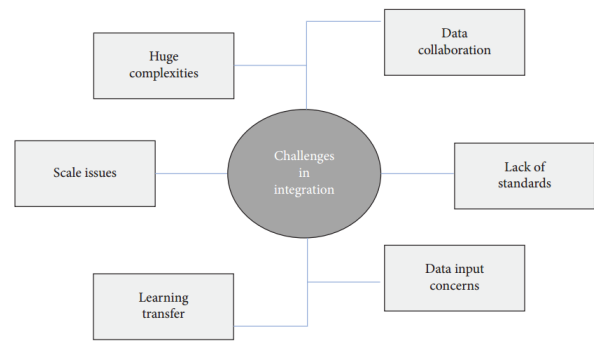 Huge
complexities
Data
collaboration
Scale issues
Challenges
in
integration
Lack of
standards
Learning
transfer
Data input
concerns